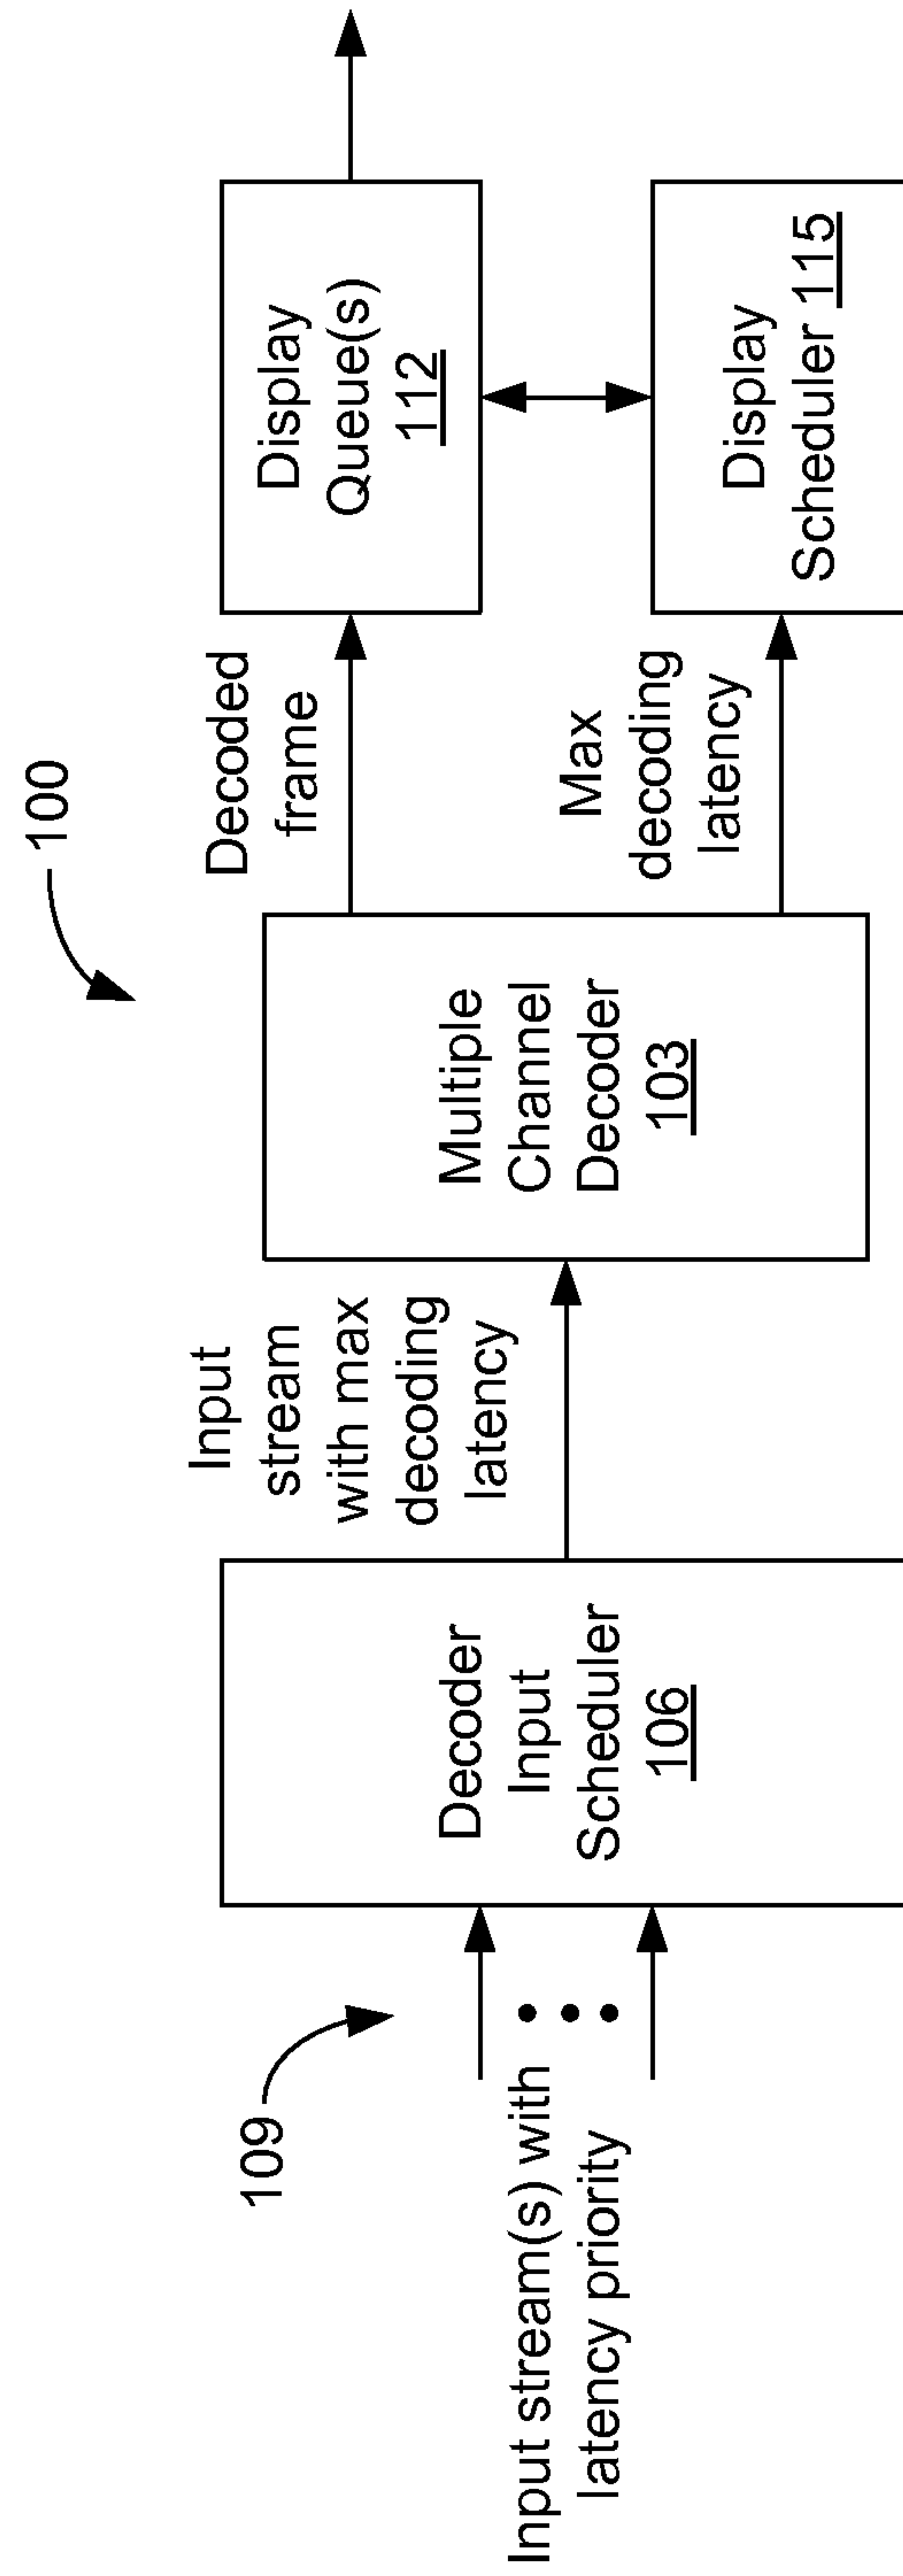 100
109
Input stream(s) with
latency priority
Decoder
Input
Scheduler
106
Input
stream
with max
decoding
latency
Multiple
Channel
Decoder
103
Decoded
frame
Max
decoding
latency
Display
Queue(s)
112
Display
Scheduler 115